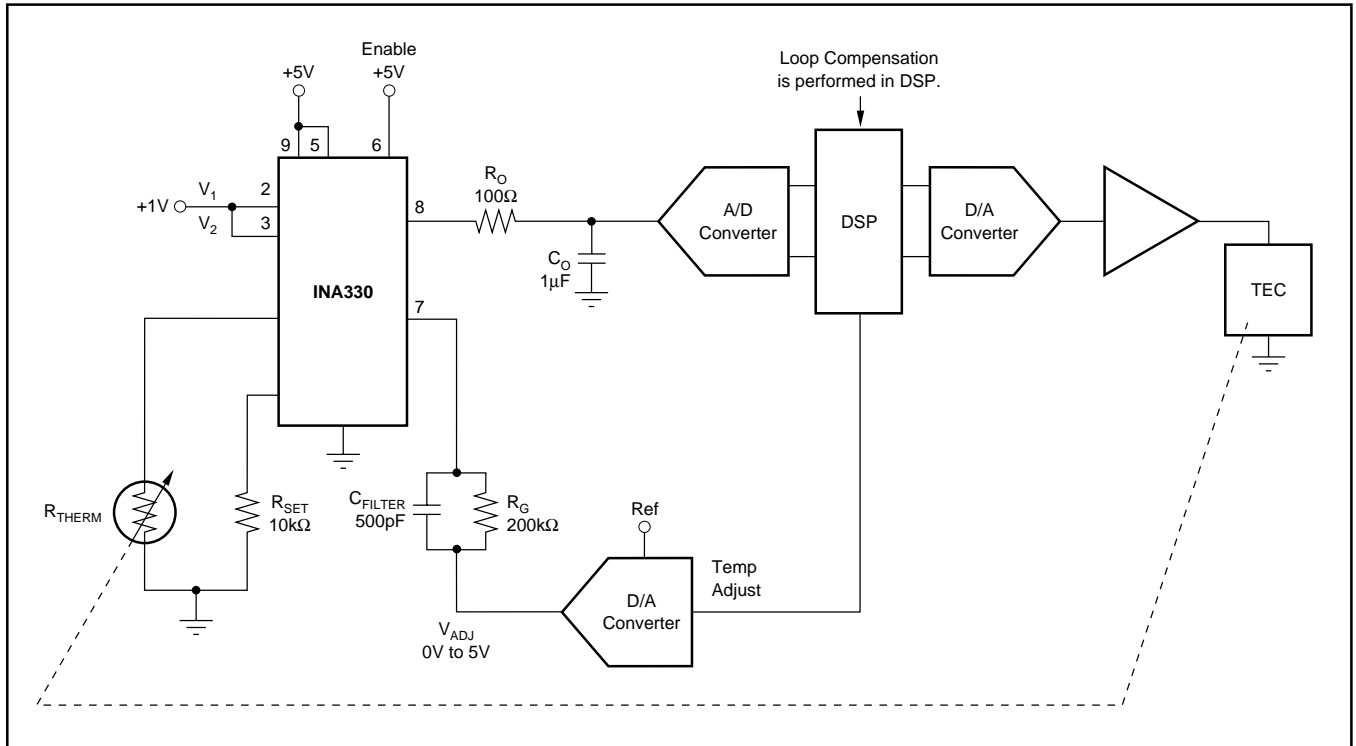 Enable
+5V
+5V
9
5
6
V1
2
+1V
V2
3
8
RO
100Ω
CO
1µF
INA330
7
Loop Compensation
is performed in DSP.
A/D
Converter
DSP
D/A
Converter
TEC
RTHERM
RSET
10kΩ
CFILTER
500pF
RG
200kΩ
Ref
Temp
Adjust
D/A
Converter
VADJ
0V to 5V